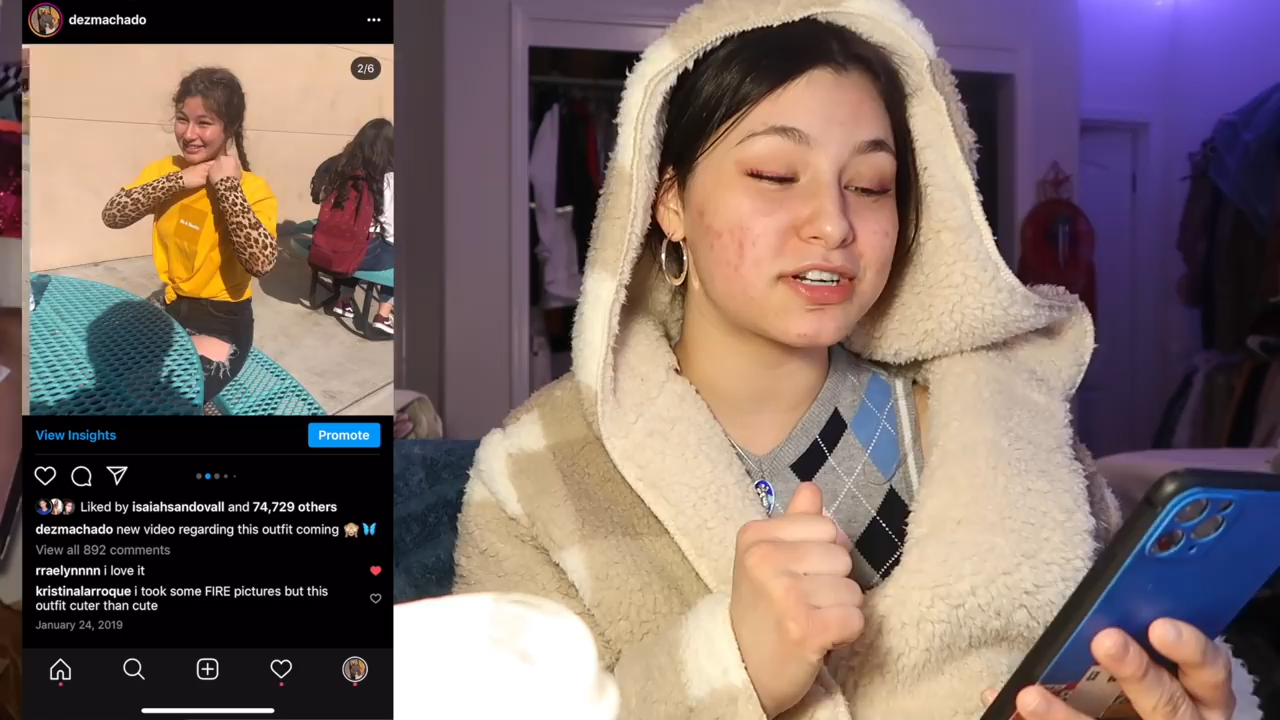 dezmachado
2/6
View Insights
Promote
Liked by isaiahsandovall and 74,729 others
dezmachado new video regarding this outfit coming 🙈 🦋
View all 892 comments
rraelynnnn i love it
kristinalarroque i took some FIRE pictures but this
outfit cuter than cute
January 24, 2019